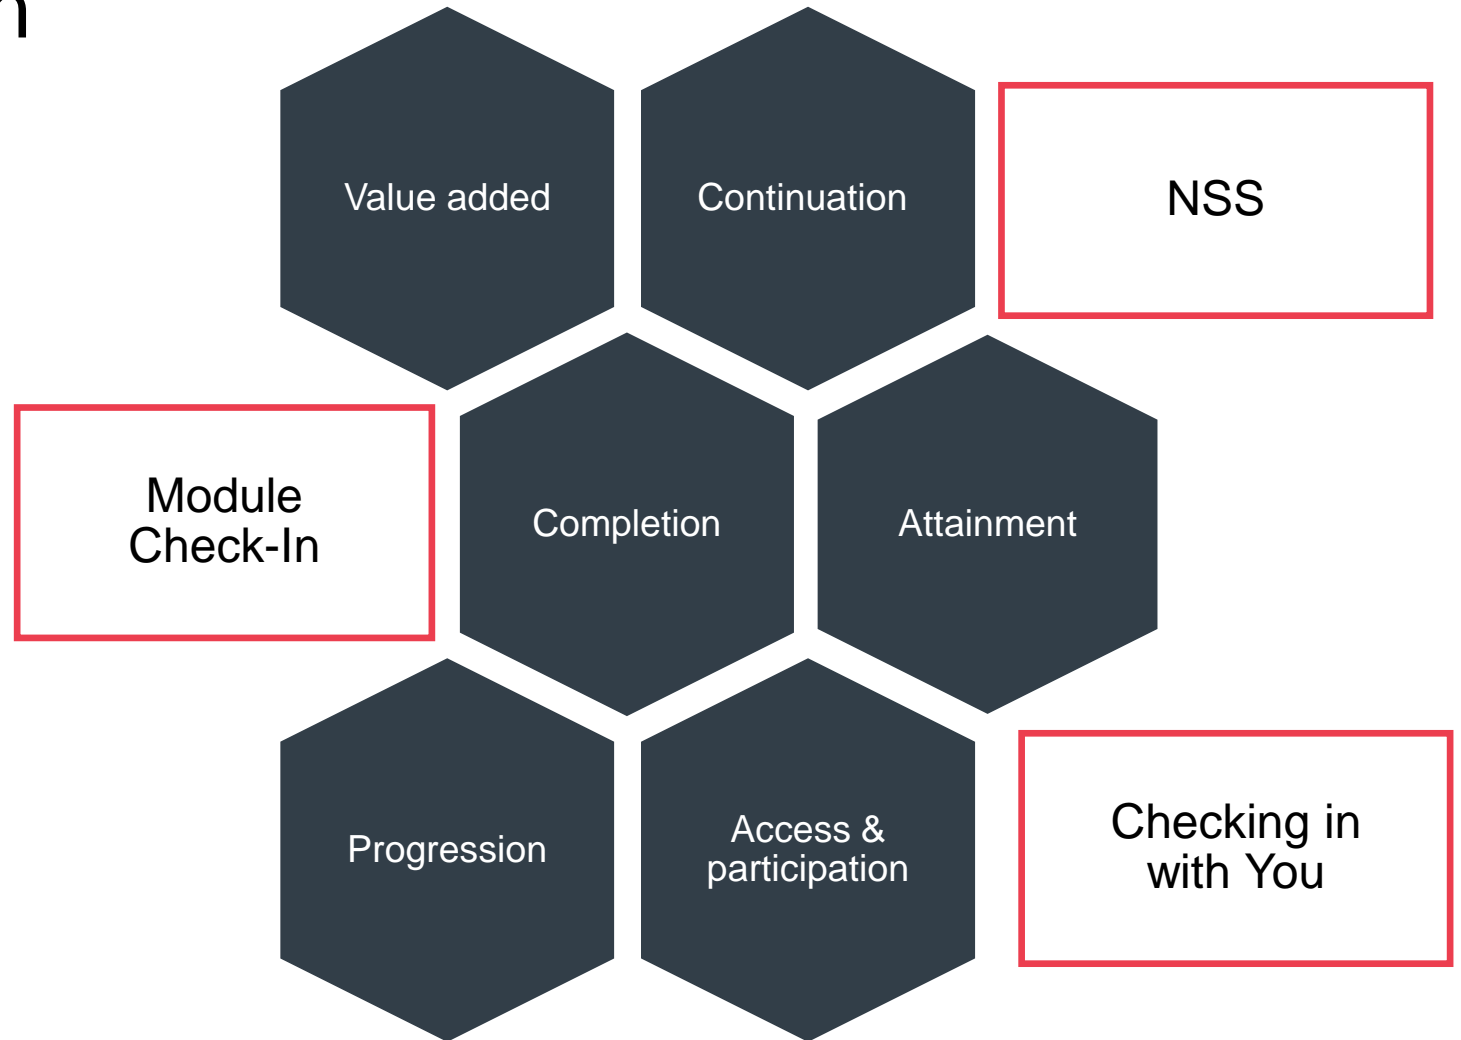 Value added
Continuation
NSS
Module
Check-In
Completion
Attainment
Progression
Access &
participation
Checking in
with You